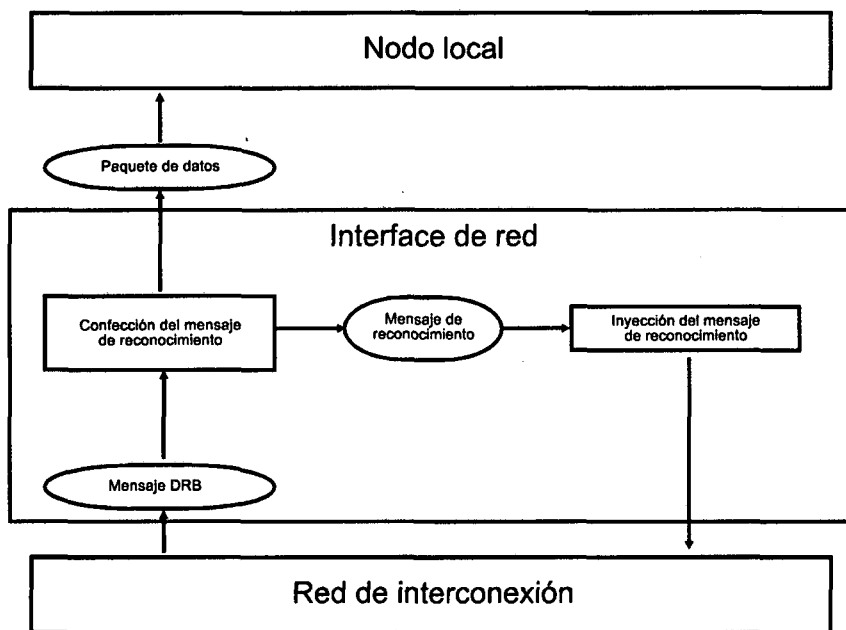 Nodo local
Paquete de datos
Interface de red
Confección del mensaje
de reconocimiento
Mensaje de
reconocimiento
Inyección del mensaje
de reconocimiento
Mensaje DRB
Red de interconexión